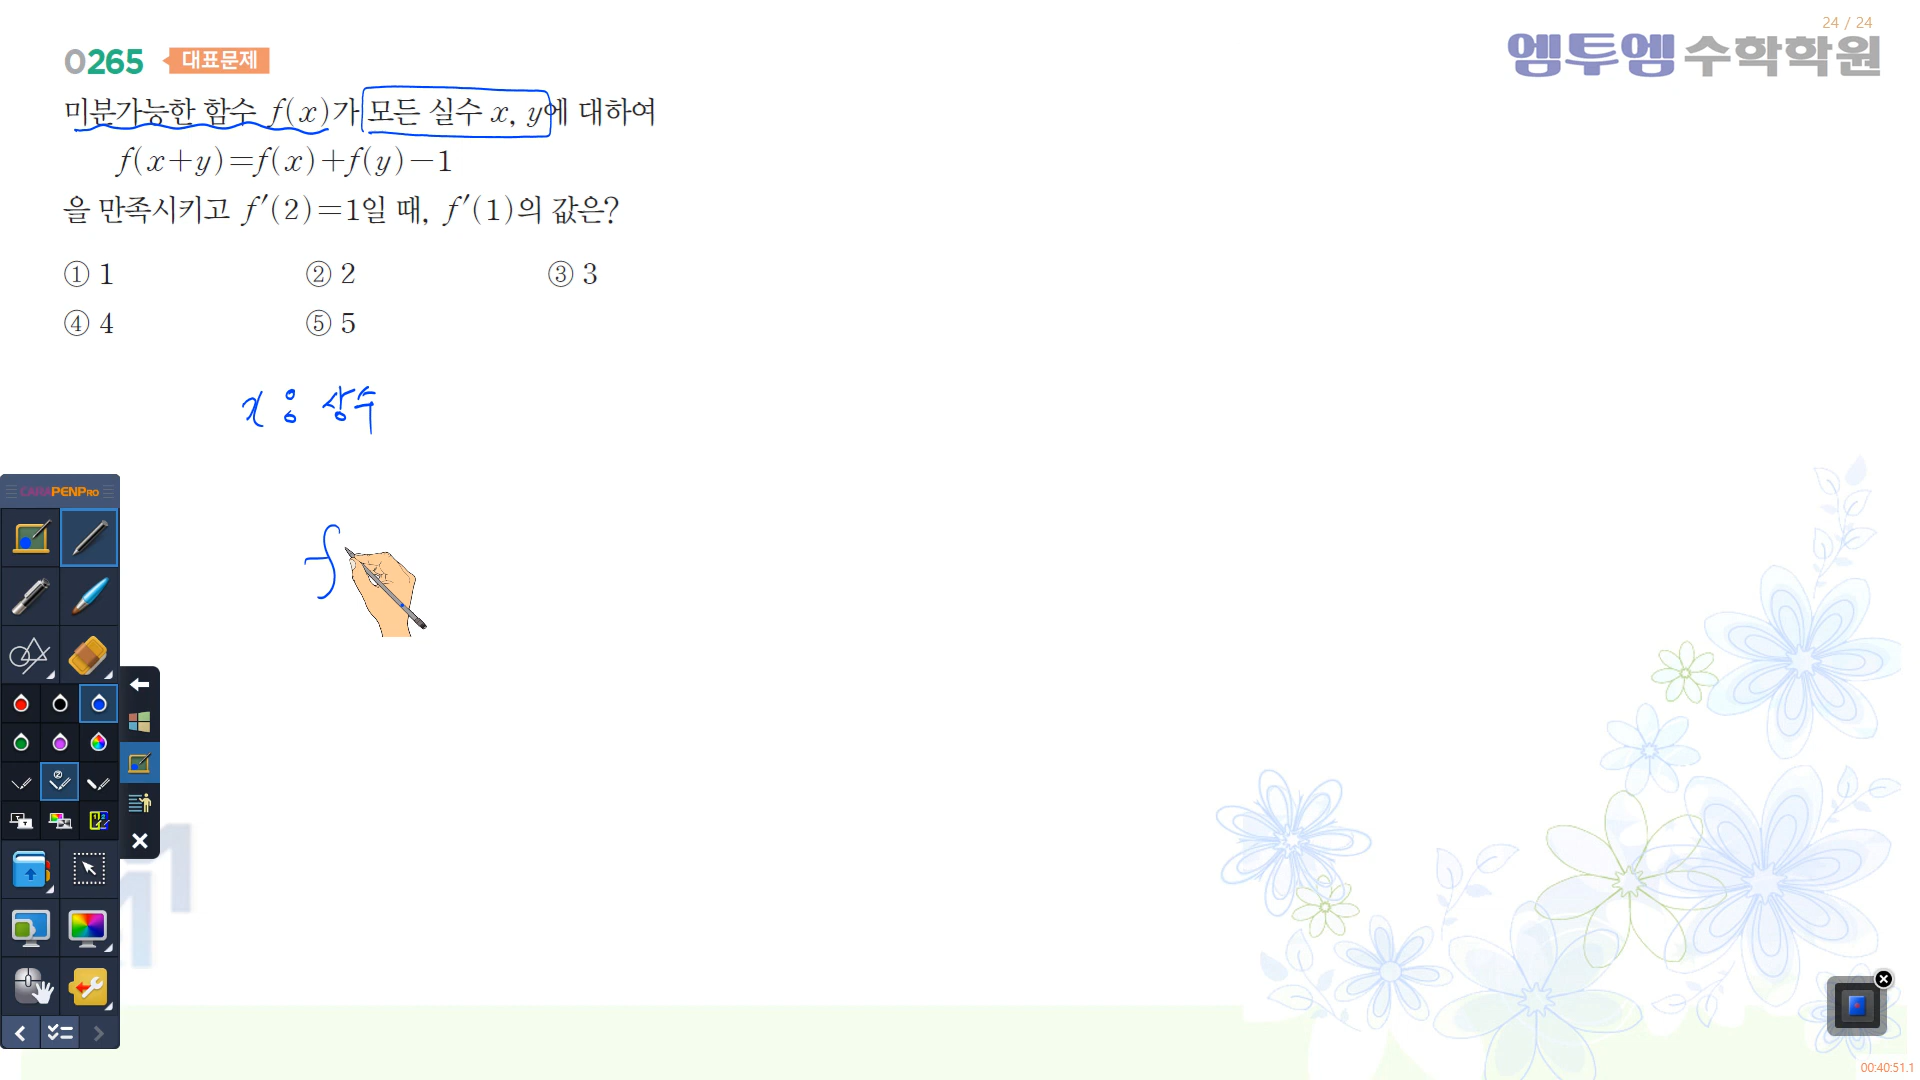 24 / 24
엠투엠 수학학원
0265 대표문제
미분가능한 함수 f(x)가 모든 실수 x, y에 대하여
f(x+y)=f(x)+f(y)-1
을 만족시키고 f′(2)=1일 때, f′(1)의 값은?
① 1 ② 2 ③ 3
④ 4 ⑤ 5
x : 상수
f
CARAPENPRO
00:40:51.1